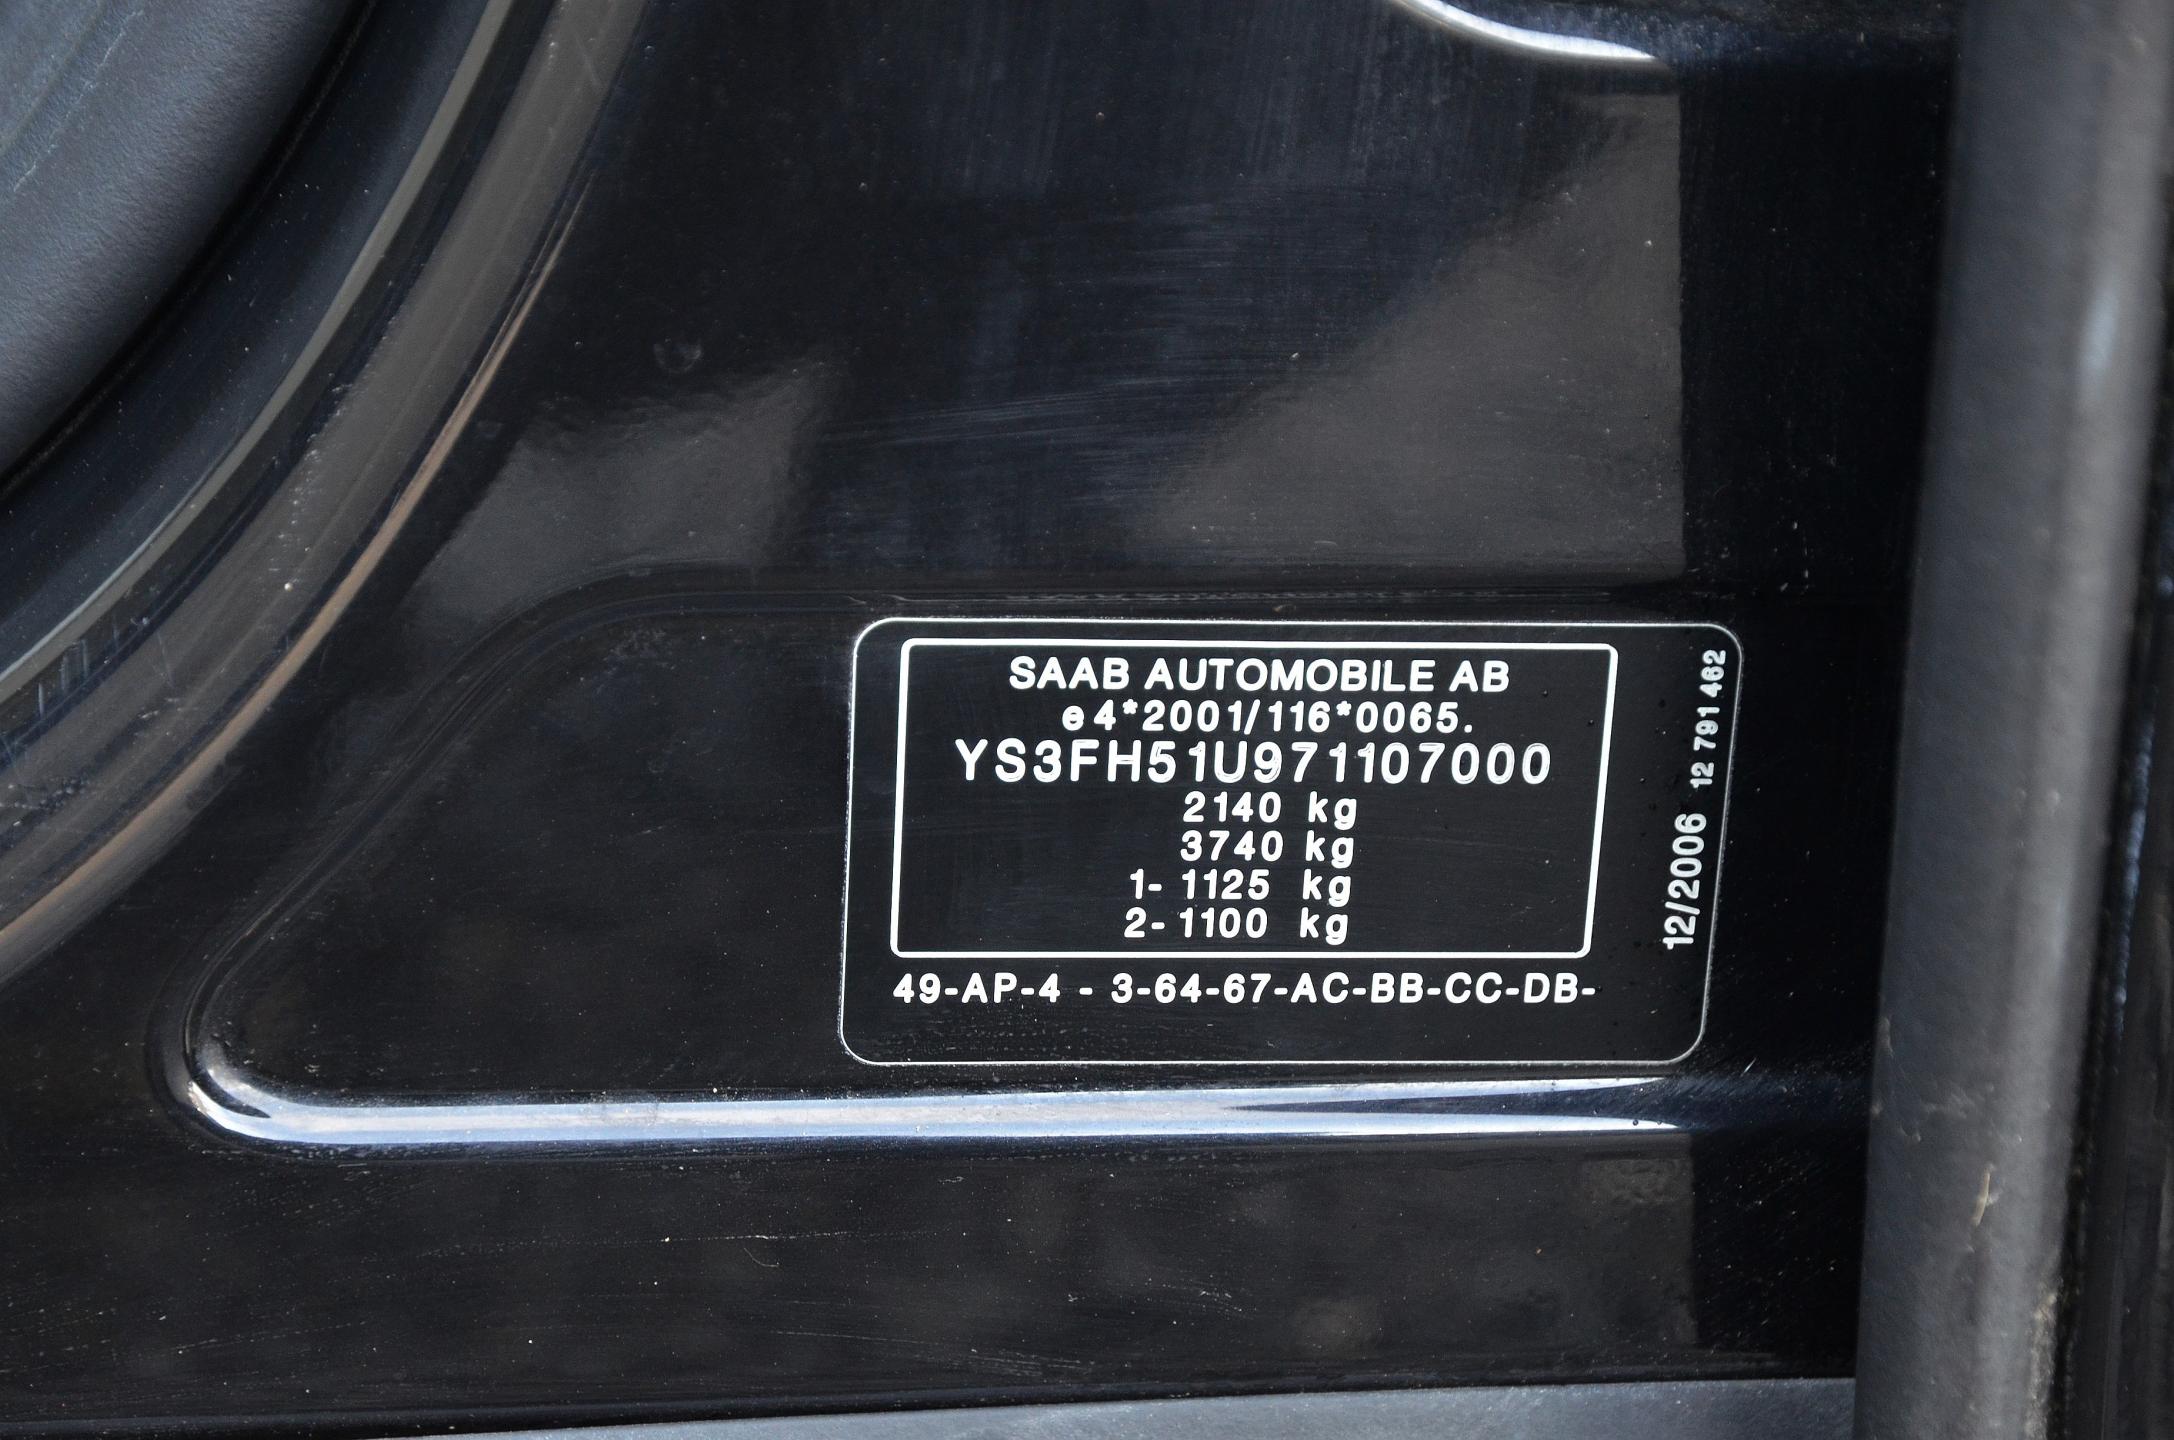 SAAB AUTOMOBILE AB
e4*2001/116*0065.
YS3FH51U971107000
2140 kg
3740 kg
1- 1125 kg
2- 1100 kg
49-AP-4 - 3-64-67-AC-BB-CC-DB-
12/2006 12 791 462